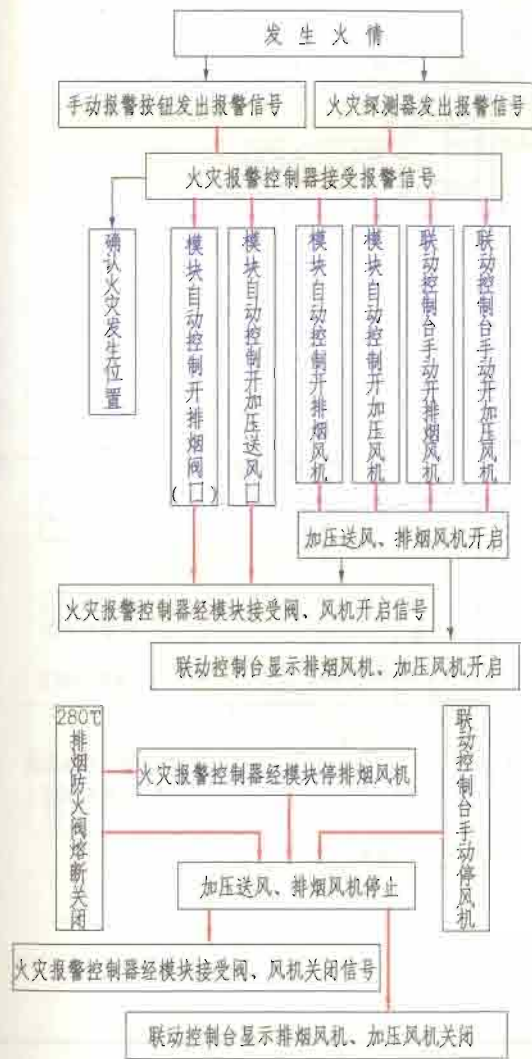 发生火情
手动报警按钮发出报警信号
火灾探测器发出报警信号
火灾报警控制器接受报警信号
确认火灾发生位置
模块自动控制开排烟阀(口)
模块自动控制开加压送风口
模块自动控制开排烟风机
模块自动控制开加压风机
联动控制台手动开排烟风机
联动控制台手动开加压风机
加压送风、排烟风机开启
火灾报警控制器经模块接受阀、风机开启信号
联动控制台显示排烟风机、加压风机开启
280℃排烟防火阀熔断关闭
火灾报警控制器经模块停排烟风机
联动控制台手动停风机
加压送风、排烟风机停止
火灾报警控制器经模块接受阀、风机关闭信号
联动控制台显示排烟风机、加压风机关闭